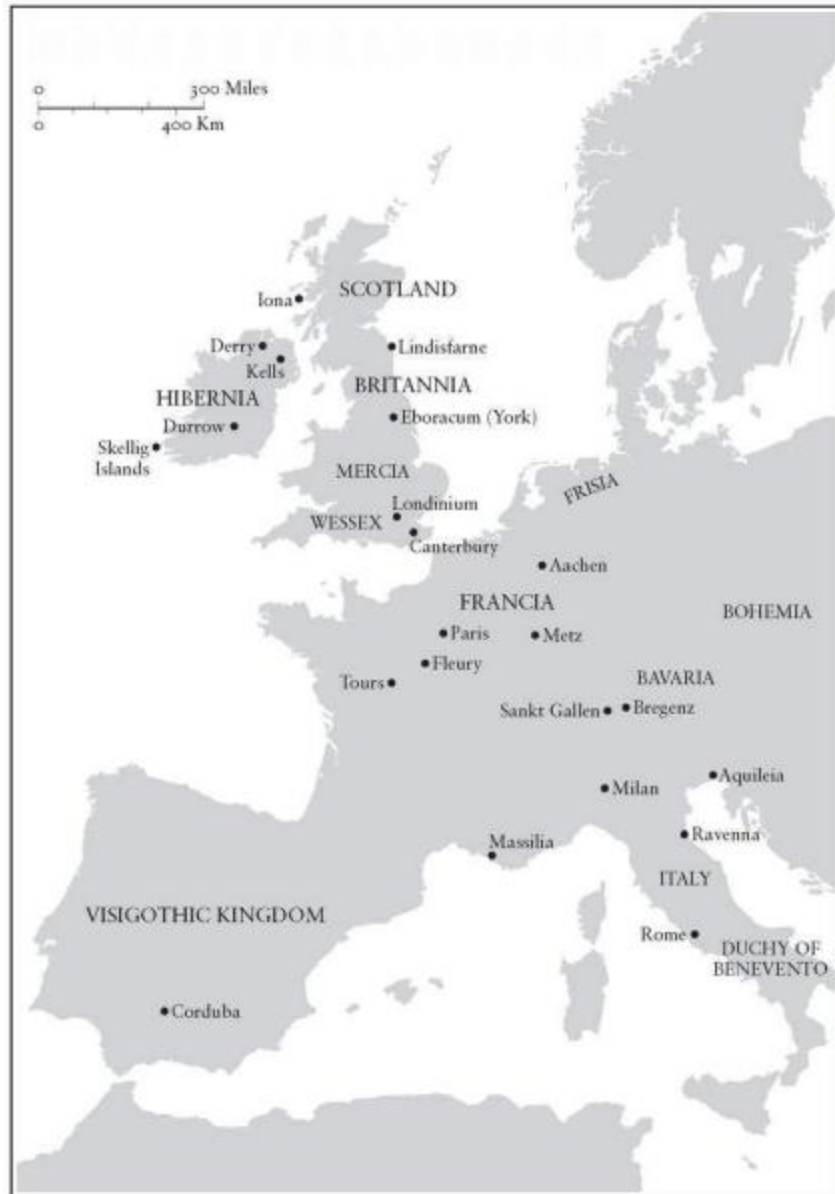 0 300 Miles
0 400 Km
SCOTLAND
Iona
Derry
Lindisfarne
Kells
BRITANNIA
HIBERNIA
Eboracum (York)
Durrow
Skellig
Islands
MERCIA
FRISIA
Londinium
WESSEX
Canterbury
Aachen
FRANCIA
BOHEMIA
Paris
Metz
Fleury
BAVARIA
Tours
Sankt Gallen
Bregenz
Aquileia
Milan
Ravenna
Massilia
ITALY
VISIGOTHIC KINGDOM
Rome
DUCHY OF
BENEVENTO
Corduba